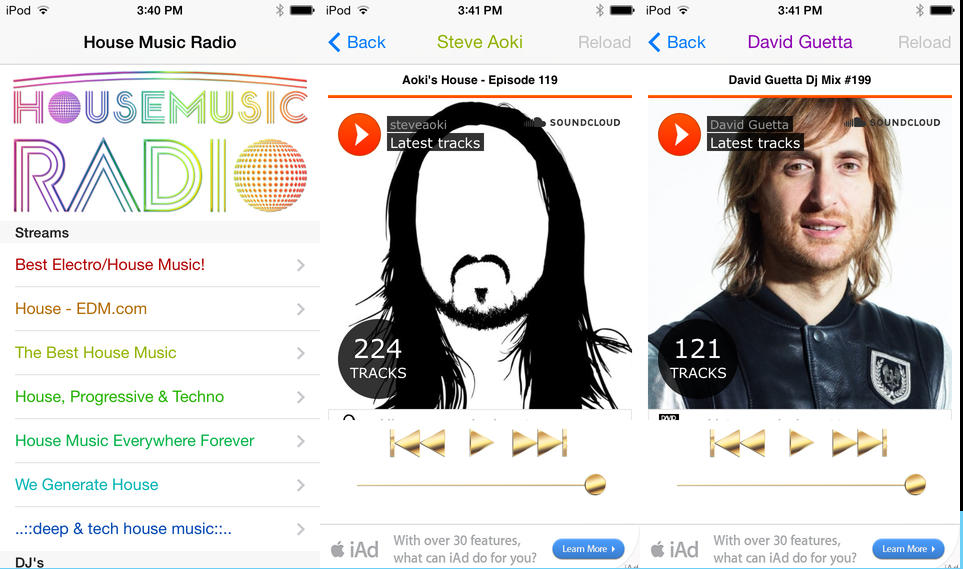 iPod 3:40 PM
House Music Radio
HOUSEMUSIC
RADIO
Streams
Best Electro/House Music!
House - EDM.com
The Best House Music
House, Progressive & Techno
House Music Everywhere Forever
We Generate House
..::deep & tech house music::..
DJ's
iPod 3:41 PM
Back Steve Aoki Reload
Aoki's House - Episode 119
steveaoki
SOUNDCLOUD
Latest tracks
224
TRACKS
iAd
With over 30 features,
what can iAd do for you?
Learn More
iAd
iPod 3:41 PM
Back David Guetta Reload
David Guetta Dj Mix #199
David Guetta
SOUNDCLOUD
Latest tracks
121
TRACKS
iAd
With over 30 features,
what can iAd do for you?
Learn More
iAd